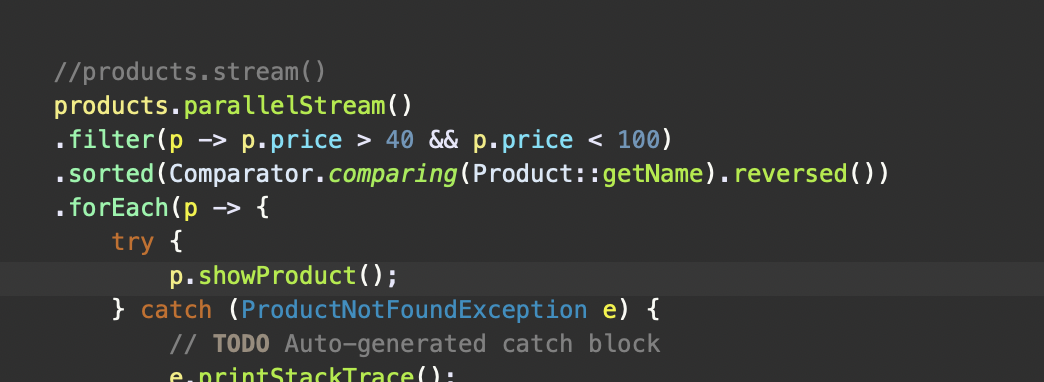 //products.stream()
products.parallelStream()
.filter(p -> p.price > 40 && p.price < 100)
.sorted(Comparator.comparing(Product::getName).reversed())
.forEach(p -> {
try {
p.showProduct();
} catch (ProductNotFoundException e) {
// TODO Auto-generated catch block
e.printStackTrace();